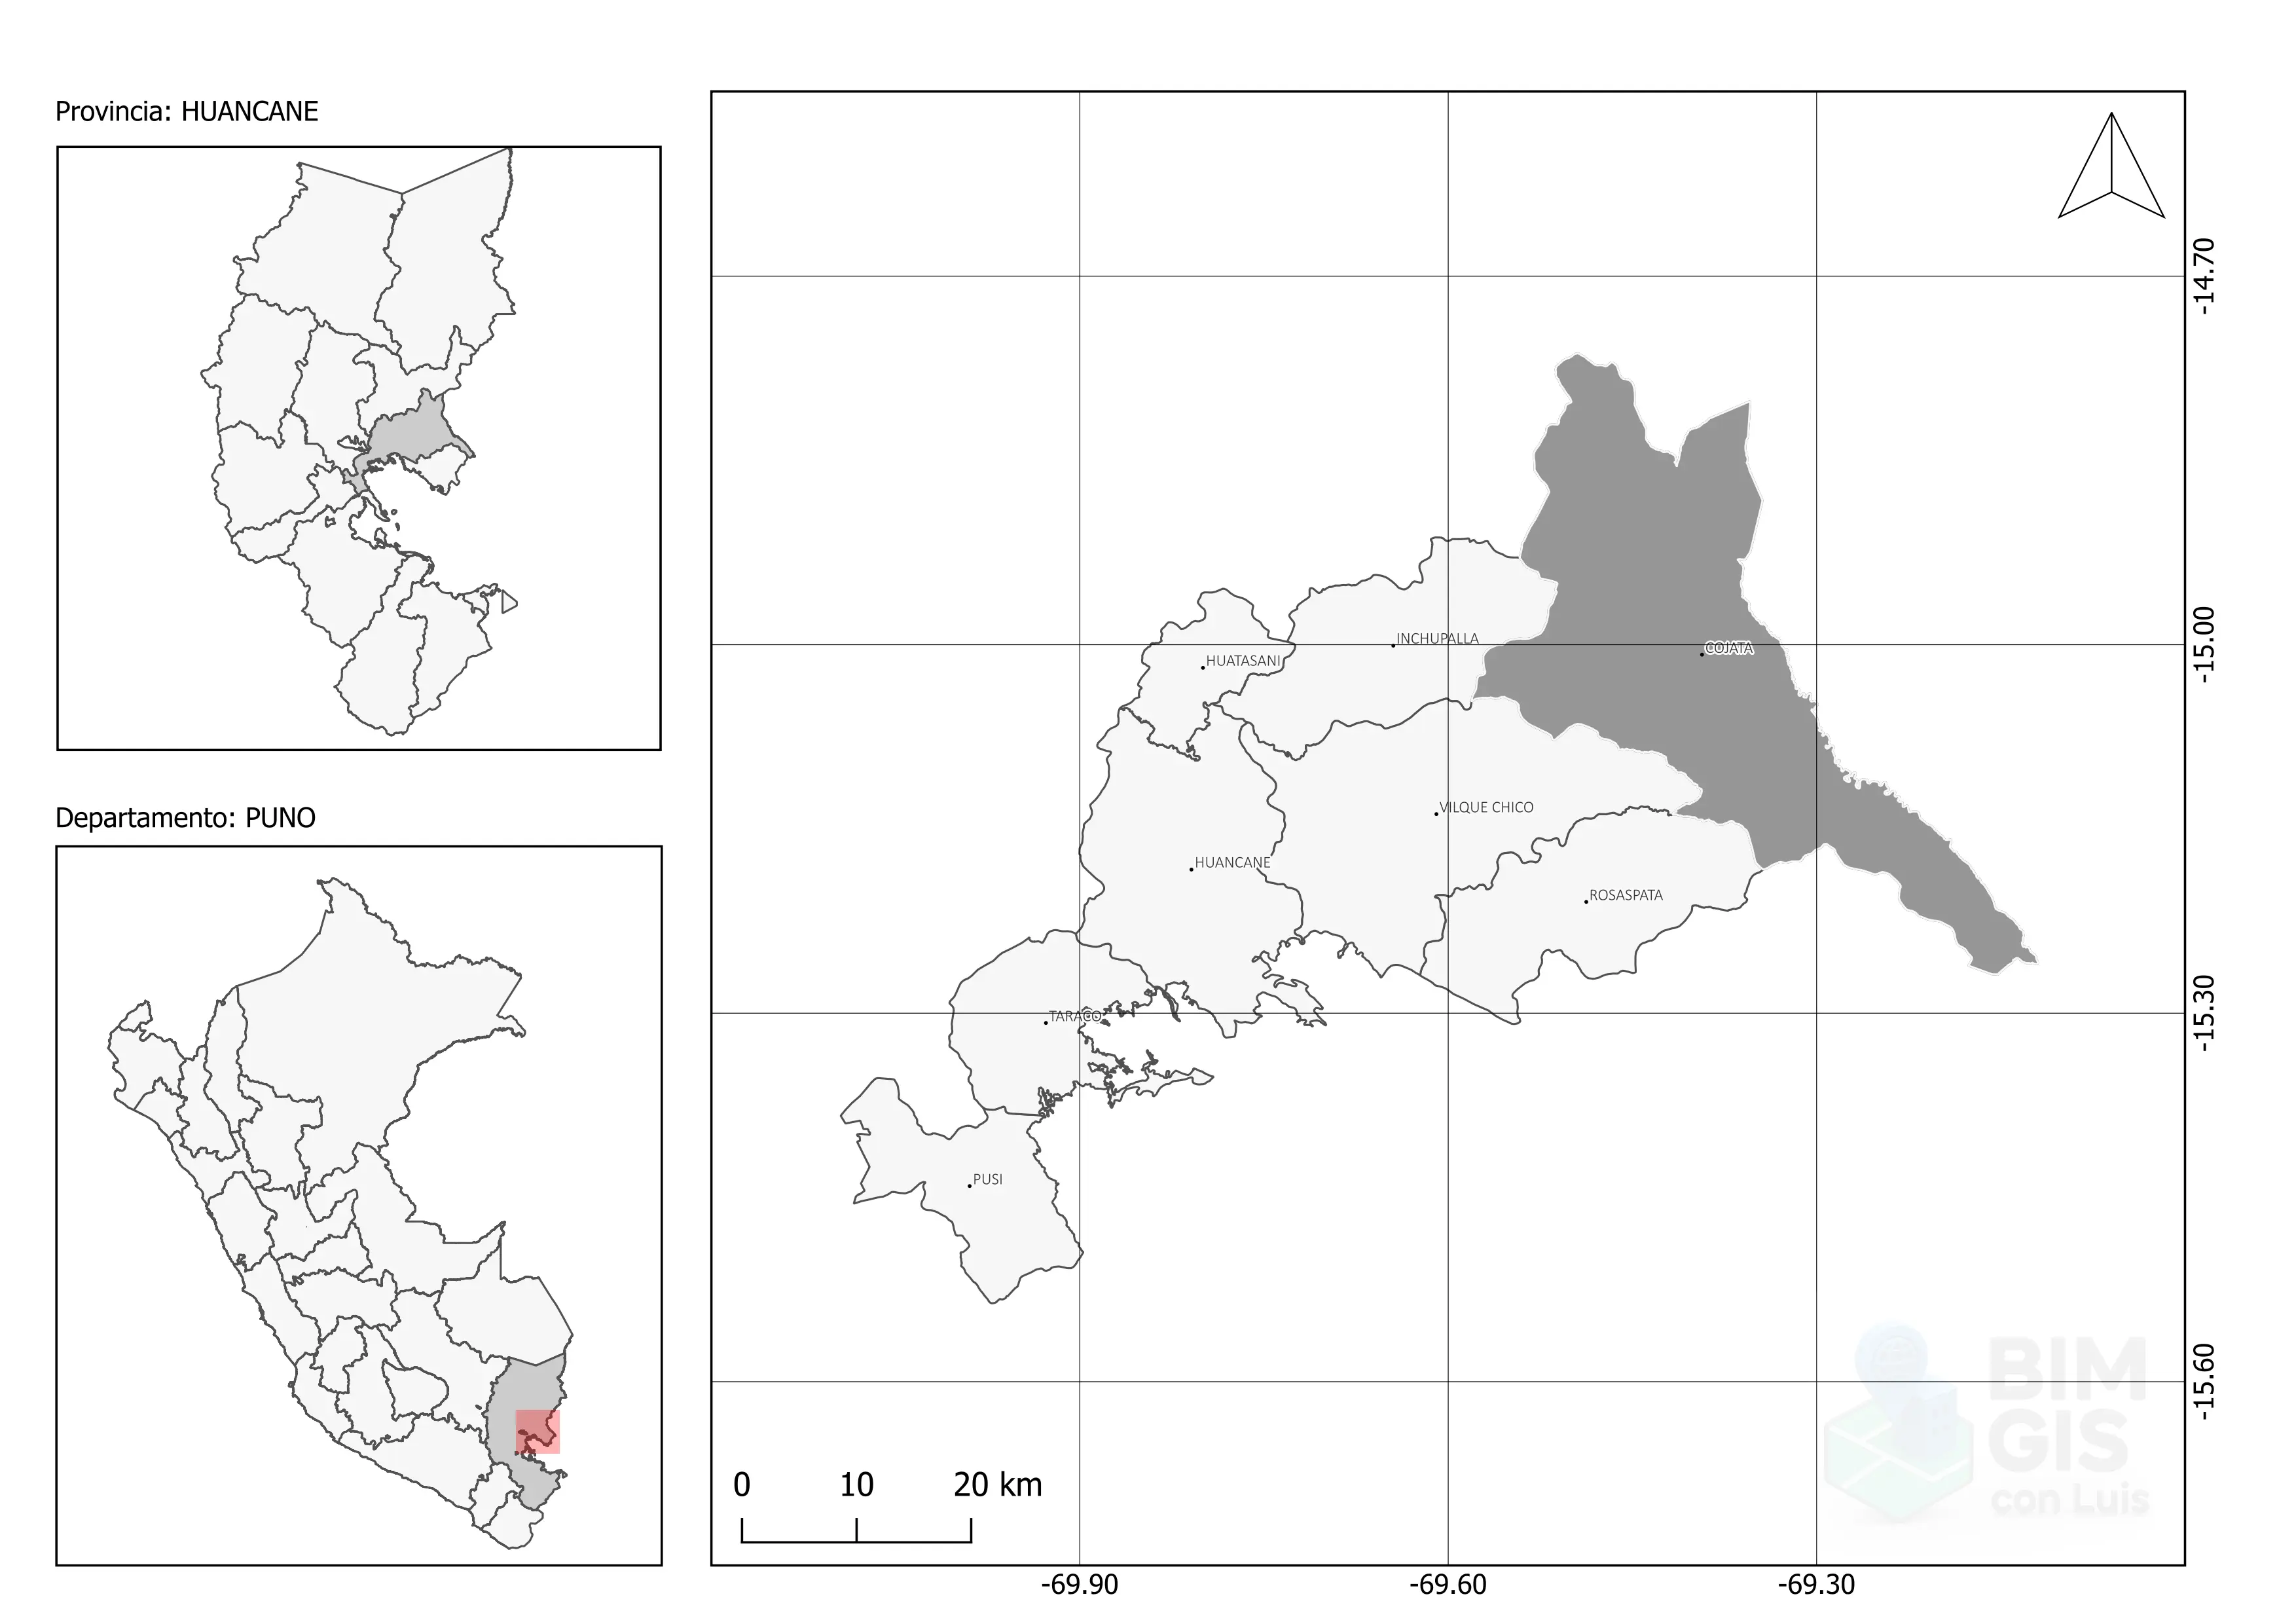 Provincia: HUANCANE
Departamento: PUNO
INCHUPALLA
COJATA
HUATASANI
VILQUE CHICO
HUANCANE
ROSASPATA
TARACO
PUSI
-14.70
-15.00
-15.30
-15.60
0 10 20 km
-69.90 -69.60 -69.30
BIM
GIS
con Luis